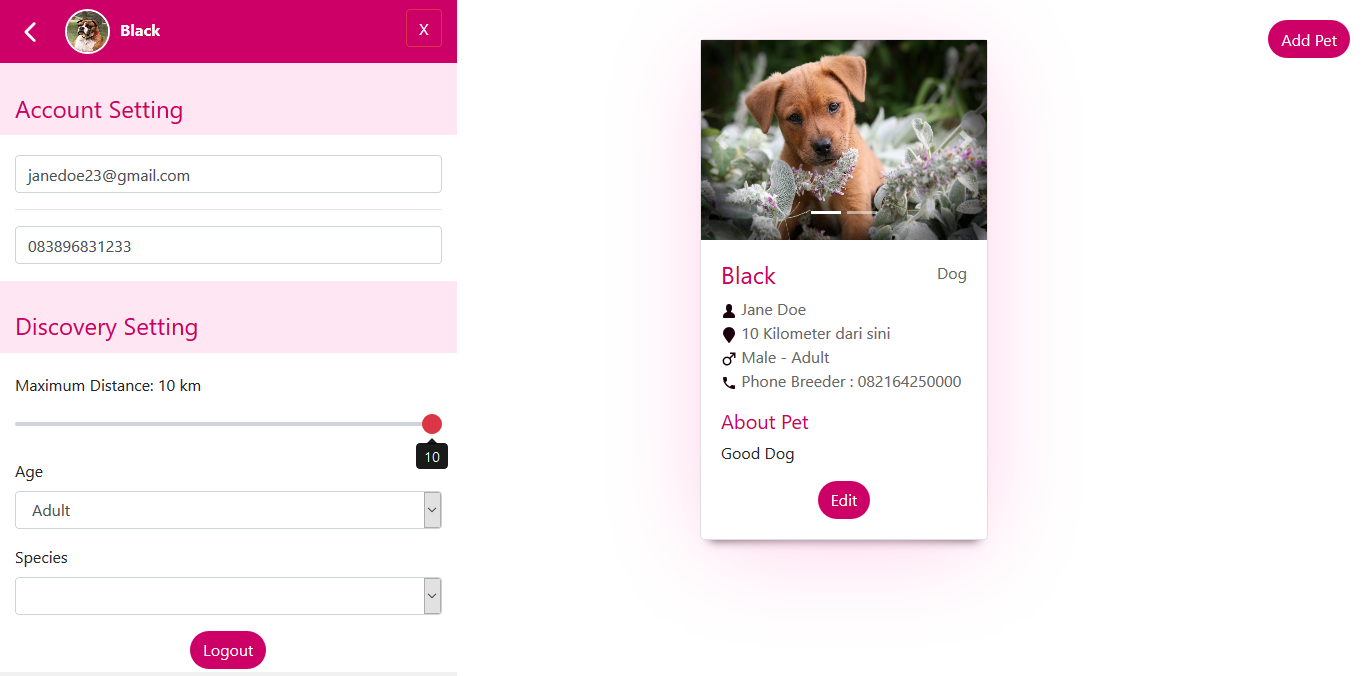 Black
X
Account Setting
janedoe23@gmail.com
083896831233
Discovery Setting
Maximum Distance: 10 km
10
Age
Adult
Species
Logout
Add Pet
Black
Dog
Jane Doe
10 Kilometer dari sini
Male - Adult
Phone Breeder : 082164250000
About Pet
Good Dog
Edit